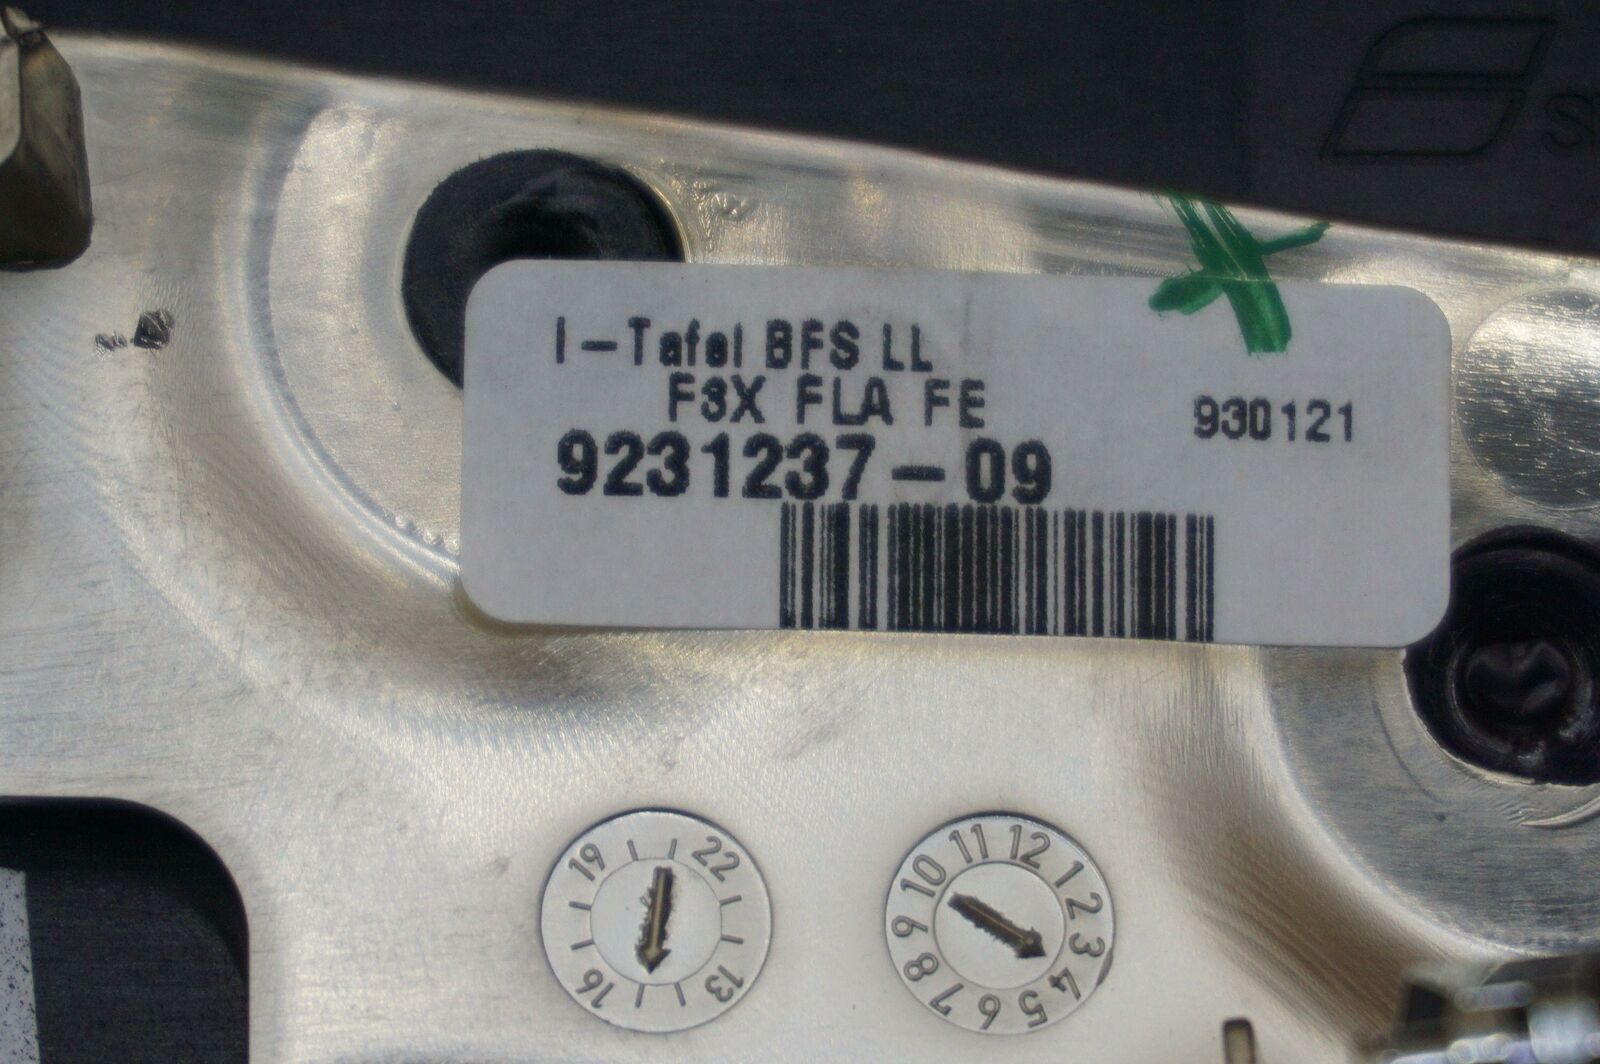 I-Tafel BFS LL
F3X FLA FE
930121
9231237-09
19 22 16 13
10 11 12 1 2 3 4 5 6 7 8 9